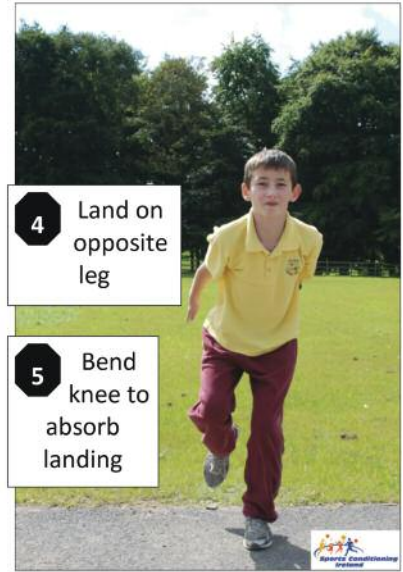 4
Land on
opposite
leg
5
Bend
knee to
absorb
landing
Sports Conditioning
Ireland